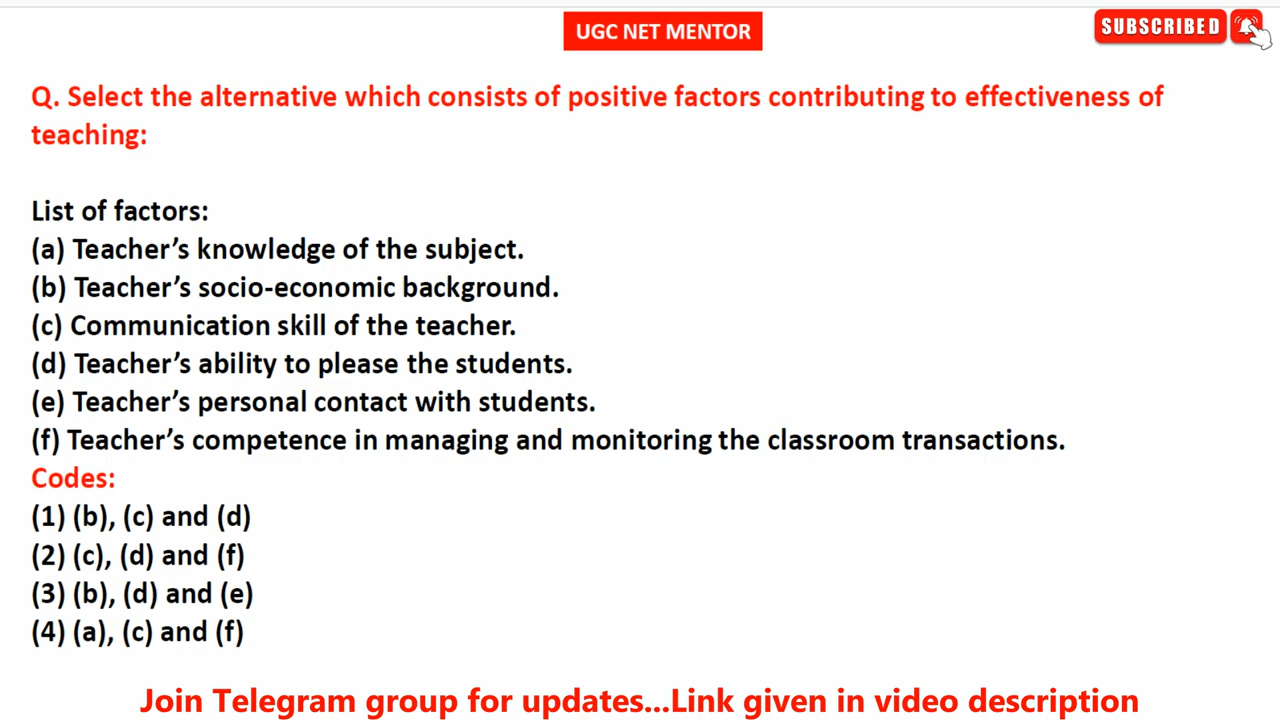 UGC NET MENTOR
SUBSCRIBED
Q. Select the alternative which consists of positive factors contributing to effectiveness of
teaching:
List of factors:
(a) Teacher’s knowledge of the subject.
(b) Teacher’s socio-economic background.
(c) Communication skill of the teacher.
(d) Teacher’s ability to please the students.
(e) Teacher’s personal contact with students.
(f) Teacher’s competence in managing and monitoring the classroom transactions.
Codes:
(1) (b), (c) and (d)
(2) (c), (d) and (f)
(3) (b), (d) and (e)
(4) (a), (c) and (f)
Join Telegram group for updates...Link given in video description